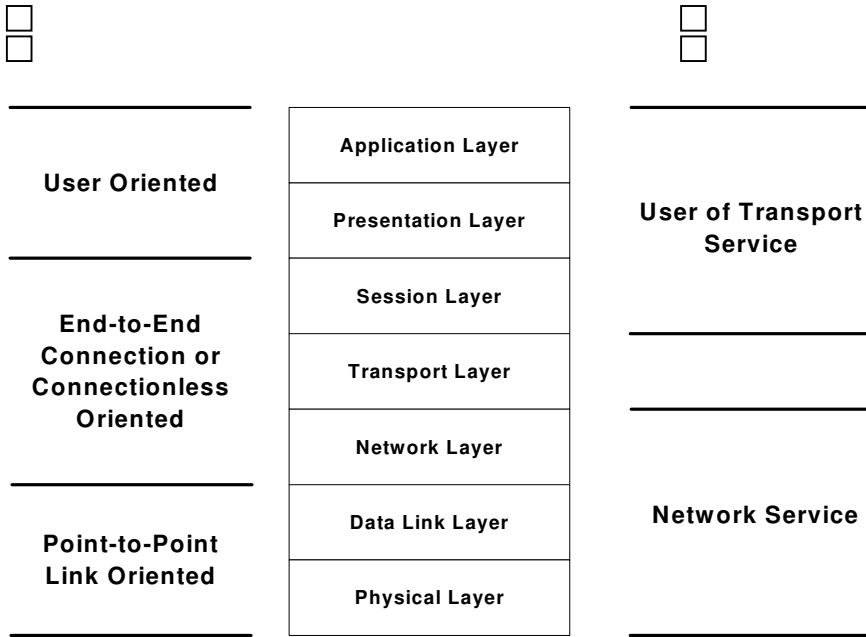 User Oriented
End-to-End
Connection or
Connectionless
Oriented
Point-to-Point
Link Oriented
Application Layer
Presentation Layer
Session Layer
Transport Layer
Network Layer
Data Link Layer
Physical Layer
User of Transport
Service
Network Service